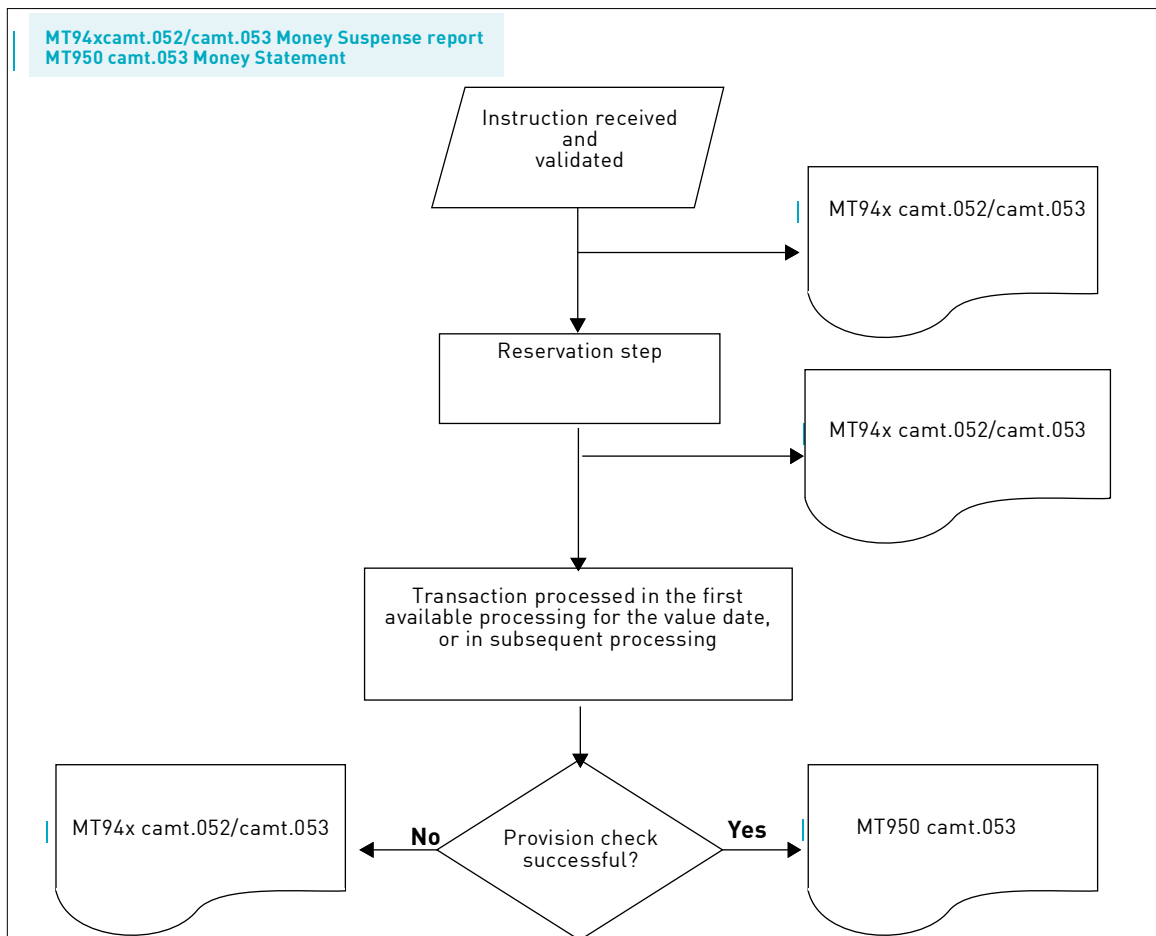 MT94xcamt.052/camt.053 Money Suspense report
MT950 camt.053 Money Statement
Instruction received
and
validated
MT94x camt.052/camt.053
Reservation step
MT94x camt.052/camt.053
Transaction processed in the first
available processing for the value date,
or in subsequent processing
MT94x camt.052/camt.053
No
Provision check
successful?
Yes
MT950 camt.053